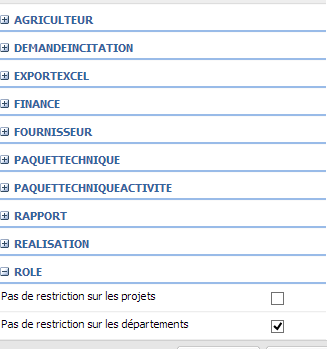 AGRICULTEUR
DEMANDEINCITATION
EXPORTEXCEL
FINANCE
FOURNISSEUR
PAQUETTECHNIQUE
PAQUETTECHNIQUEACTIVITE
RAPPORT
REALISATION
ROLE
Pas de restriction sur les projets
Pas de restriction sur les départements